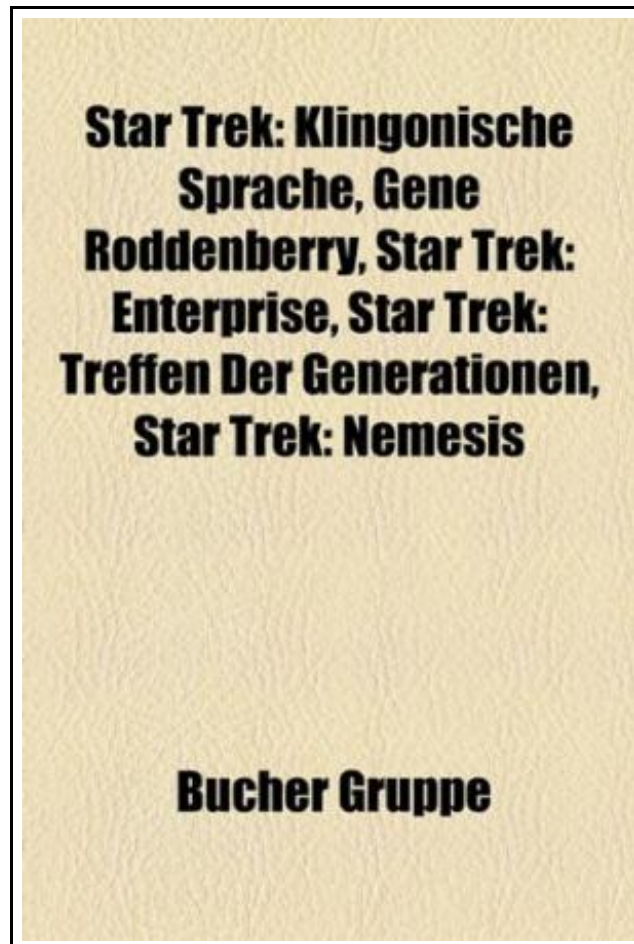 Star Trek: Klingonische
Sprache, Gene
Roddenberry, Star Trek:
Enterprise, Star Trek:
Treffen Der Generationen,
Star Trek: Nemesis
Bucher Gruppe